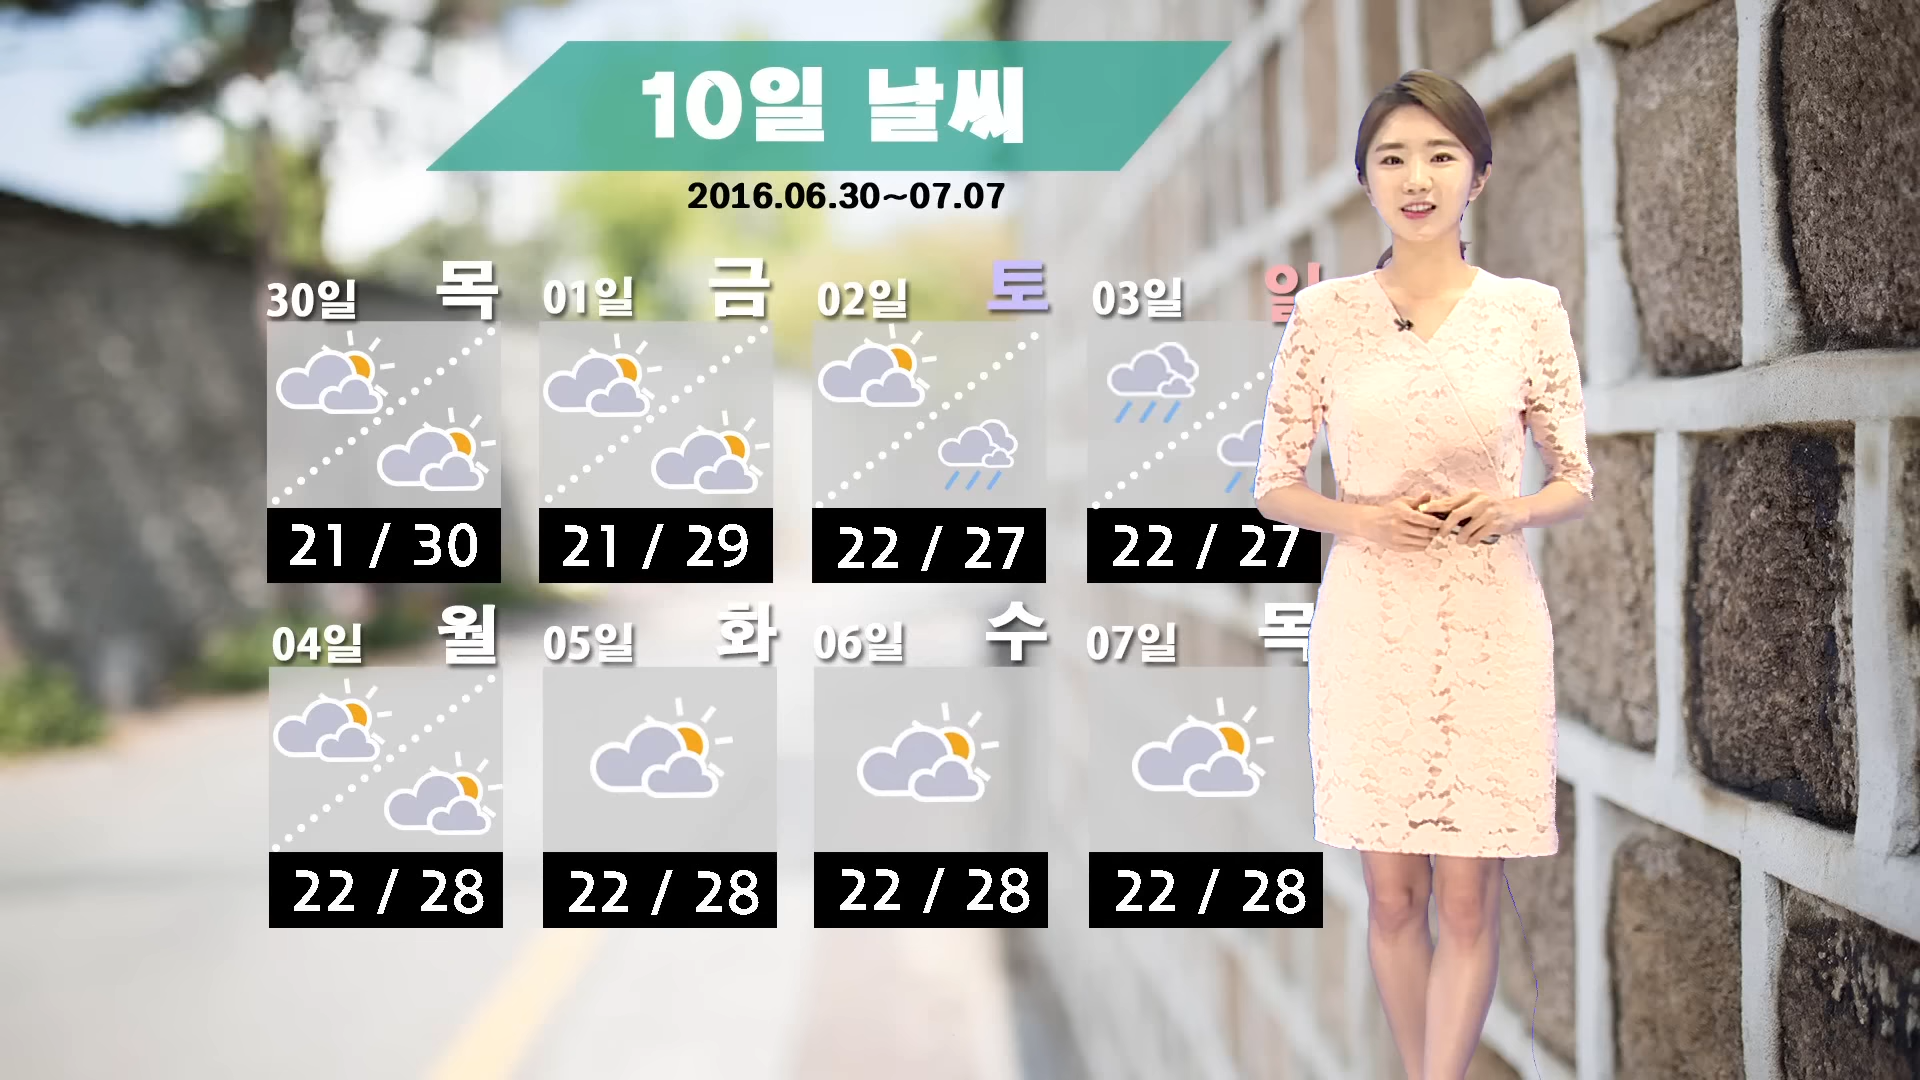 10일 날씨
2016.06.30~07.07
30일 목 01일 금 02일 토 03일 일
21 / 30 21 / 29 22 / 27 22 / 27
04일 월 05일 화 06일 수 07일 목
22 / 28 22 / 28 22 / 28 22 / 28